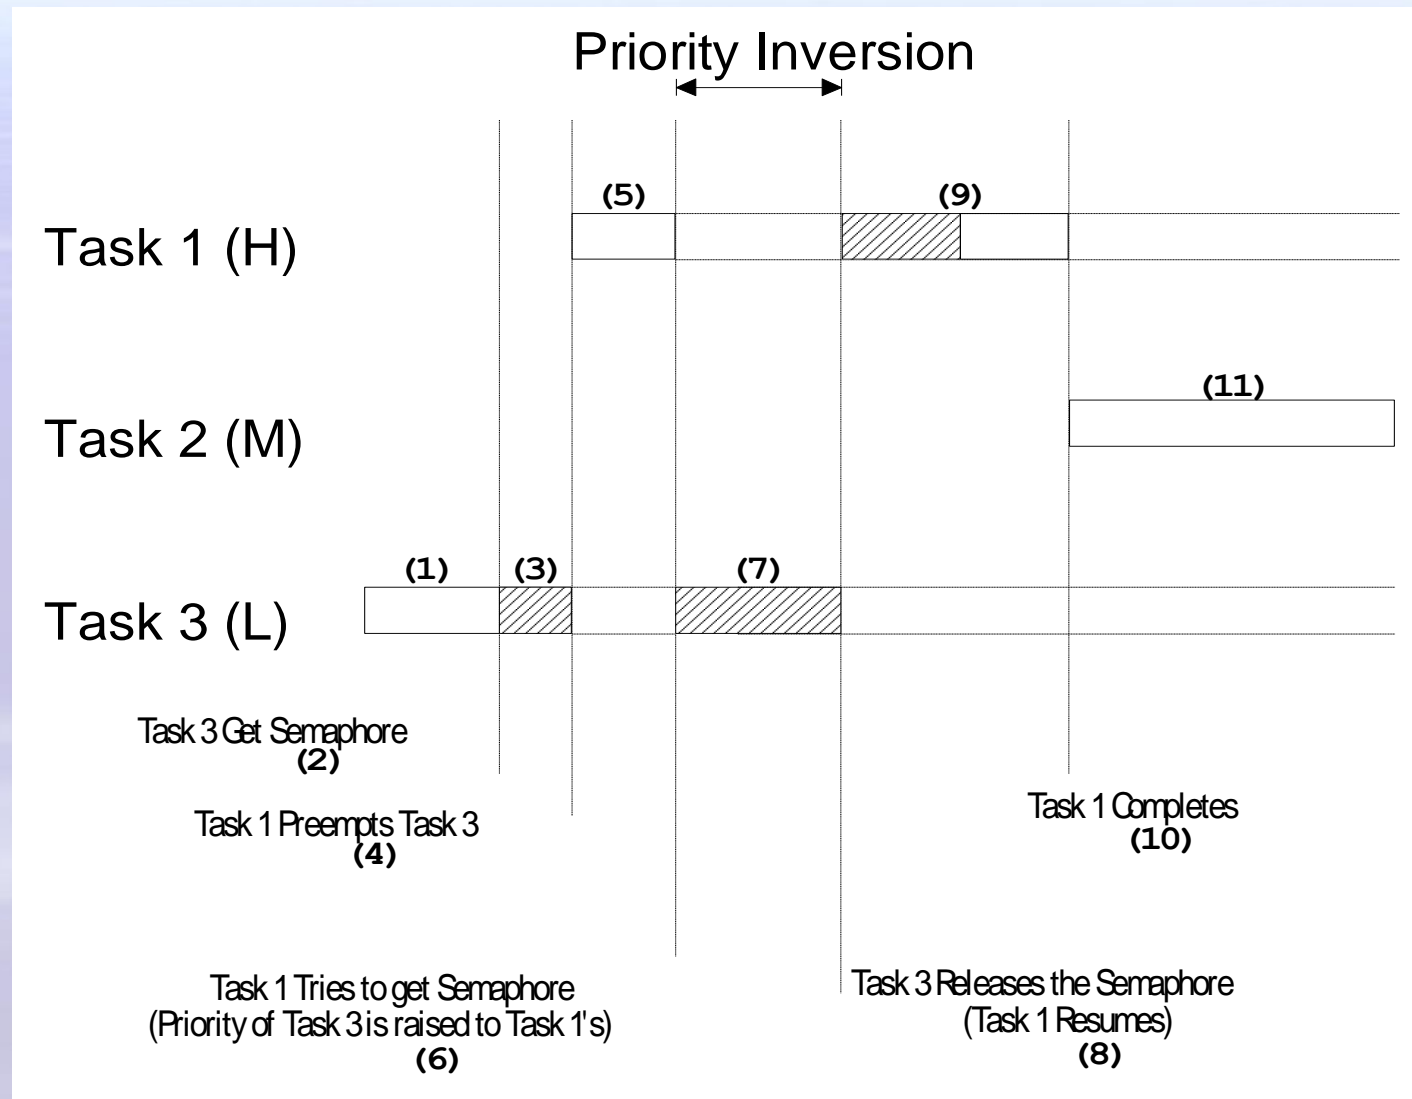 Priority Inversion
(5)
(9)
Task 1 (H)
(11)
Task 2 (M)
(1)
(3)
(7)
Task 3 (L)
Task 3 Get Semaphore
(2)
Task 1 Preempts Task 3
(4)
Task 1 Completes
(10)
Task 1 Tries to get Semaphore
(Priority of Task 3 is raised to Task 1's)
(6)
Task 3 Releases the Semaphore
(Task 1 Resumes)
(8)